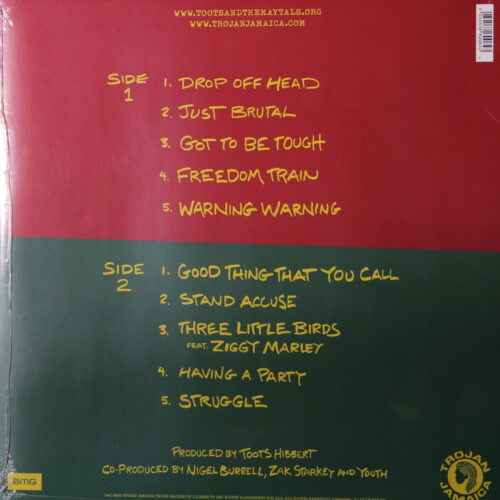 WWW.TOOTSANDTHEMAYTALS.ORG
WWW.TROJANJAMAICA.COM
SIDE 1
1. DROP OFF HEAD
2. JUST BRUTAL
3. GOT TO BE TOUGH
4. FREEDOM TRAIN
5. WARNING WARNING
SIDE 2
1. GOOD THING THAT YOU CALL
2. STAND ACCUSE
3. THREE LITTLE BIRDS
FEAT. ZIGGY MARLEY
4. HAVING A PARTY
5. STRUGGLE
PRODUCED BY TOOTS HIBBERT
CO-PRODUCED BY NIGEL BURRELL, ZAK STARKEY AND YOUTH
BMG
TROJAN
JAMAICA